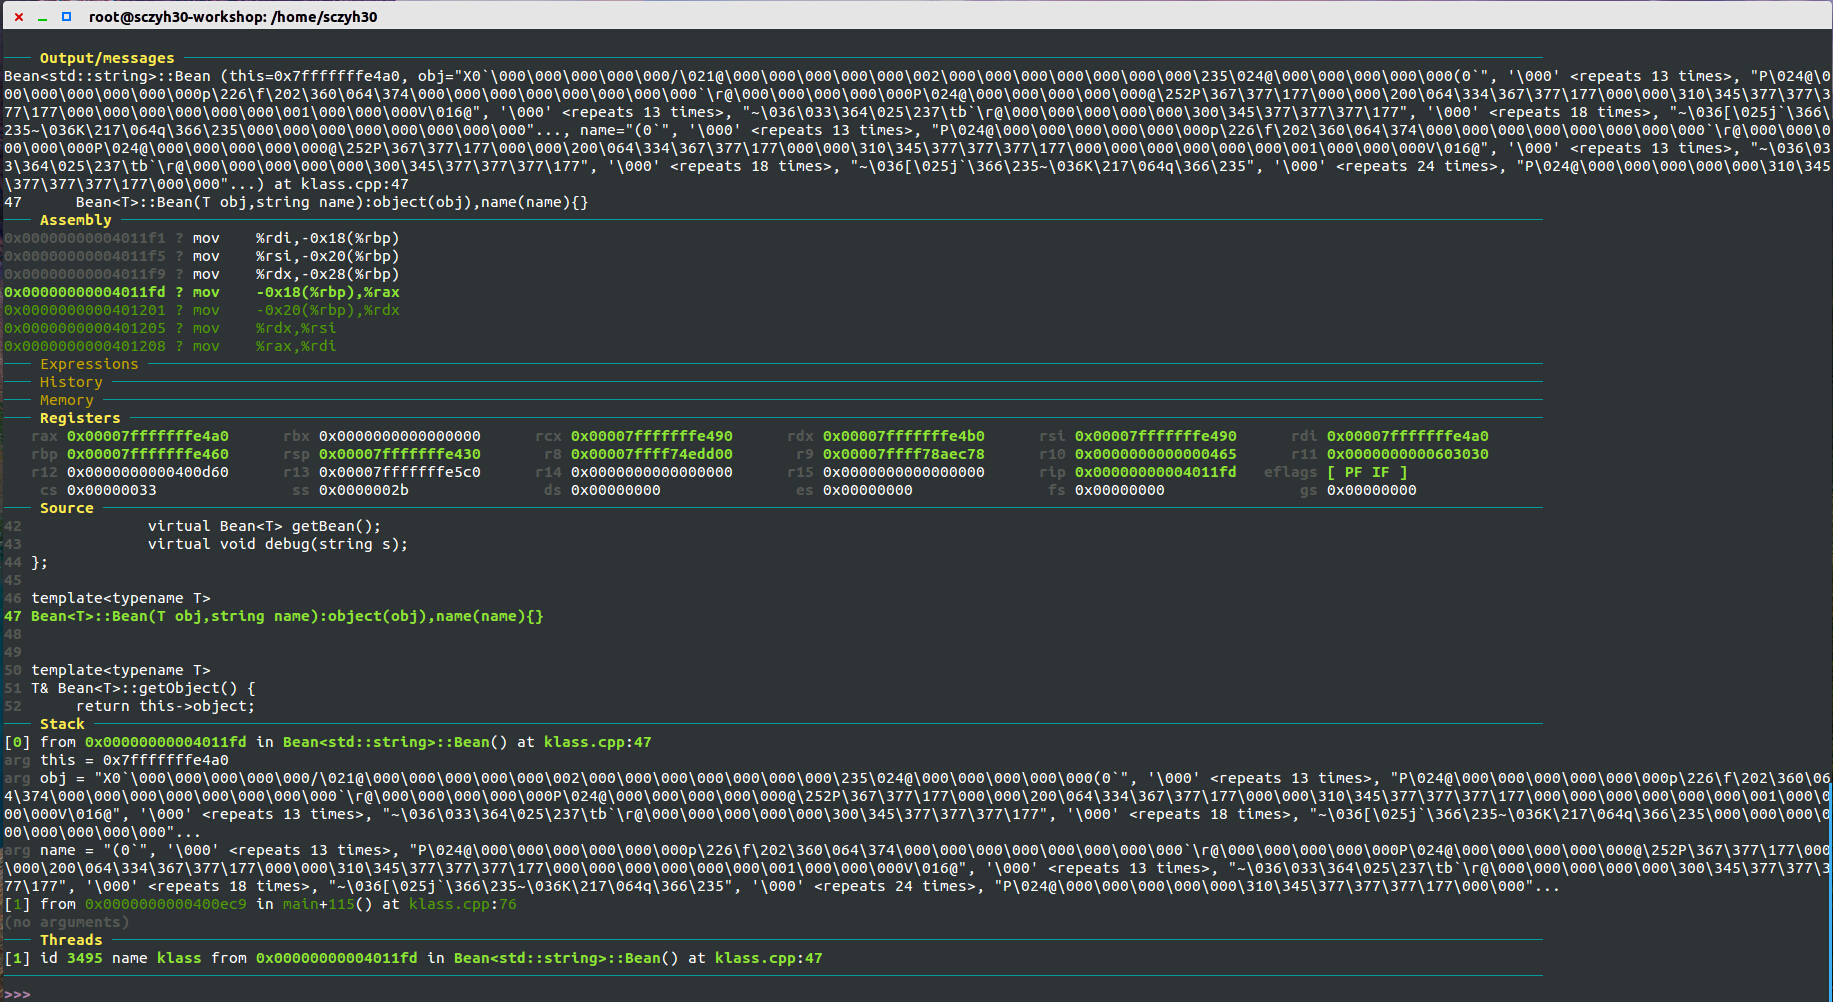 root@sczyh30-workshop: /home/sczyh30
Output/messages
Bean<std::string>::Bean (this=0x7fffffffe4a0, obj="X0`\000\000\000\000\000/\021@\000\000\000\000\000\002\000\000\000\000\000\000\000\235\024@\000\000\000\000\000(0`", '\000' <repeats 13 times>, "P\024@\0
00\000\000\000\000\000p\226\f\202\360\064\374\000\000\000\000\000\000\000\000`\r@\000\000\000\000\000P\024@\000\000\000\000\000@\252P\367\377\177\000\000\200\064\334\367\377\177\000\000\310\345\377\377\3
77\177\000\000\000\000\000\000\001\000\000\000V\016@", '\000' <repeats 13 times>, "~\036\033\364\025\237\tb`\r@\000\000\000\000\000\300\345\377\377\377\177", '\000' <repeats 18 times>, "~\036[\025j`\366\
235~\036K\217\064q\366\235\000\000\000\000\000\000\000\000"..., name="(0`", '\000' <repeats 13 times>, "P\024@\000\000\000\000\000p\226\f\202\360\064\374\000\000\000\000\000\000\000\000`\r@\000\000\000\0
00\000P\024@\000\000\000\000\000@\252P\367\377\177\000\000\200\064\334\367\377\177\000\000\310\345\377\377\377\177\000\000\000\000\000\000\001\000\000\000V\016@", '\000' <repeats 13 times>, "~\036\03
3\364\025\237\tb`\r@\000\000\000\000\000\300\345\377\377\377\177", '\000' <repeats 18 times>, "~\036[\025j`\366\235~\036K\217\064q\366\235", '\000' <repeats 24 times>, "P\024@\000\000\000\000\000\310\345
\377\377\377\177\000\000"...) at klass.cpp:47
47 Bean<T>::Bean(T obj,string name):object(obj),name(name){}
Assembly
0x00000000004011f1 ? mov %rdi,-0x18(%rbp)
0x00000000004011f5 ? mov %rsi,-0x20(%rbp)
0x00000000004011f9 ? mov %rdx,-0x28(%rbp)
0x00000000004011fd ? mov -0x18(%rbp),%rax
0x0000000000401201 ? mov -0x20(%rbp),%rdx
0x0000000000401205 ? mov %rdx,%rsi
0x0000000000401208 ? mov %rax,%rdi
Expressions
History
Memory
Registers
rax 0x00007fffffffe4a0 rbx 0x0000000000000000 rcx 0x00007fffffffe490 rdx 0x00007fffffffe4b0 rsi 0x00007fffffffe490 rdi 0x00007fffffffe4a0
rbp 0x00007fffffffe460 rsp 0x00007fffffffe430 r8 0x00007ffff74edd00 r9 0x00007ffff78aec78 r10 0x0000000000000465 r11 0x0000000000603030
r12 0x0000000000400d60 r13 0x00007fffffffe5c0 r14 0x0000000000000000 r15 0x0000000000000000 rip 0x00000000004011fd eflags [ PF IF ]
cs 0x00000033 ss 0x0000002b ds 0x00000000 es 0x00000000 fs 0x00000000 gs 0x00000000
Source
42 virtual Bean<T> getBean();
43 virtual void debug(string s);
44 };
45
46 template<typename T>
47 Bean<T>::Bean(T obj,string name):object(obj),name(name){}
48
49
50 template<typename T>
51 T& Bean<T>::getObject() {
52 return this->object;
Stack
[0] from 0x00000000004011fd in Bean<std::string>::Bean() at klass.cpp:47
arg this = 0x7fffffffe4a0
arg obj = "X0`\000\000\000\000\000/\021@\000\000\000\000\000\002\000\000\000\000\000\000\000\235\024@\000\000\000\000\000(0`", '\000' <repeats 13 times>, "P\024@\000\000\000\000\000p\226\f\202\360\06
4\374\000\000\000\000\000\000\000\000`\r@\000\000\000\000\000P\024@\000\000\000\000\000@\252P\367\377\177\000\000\200\064\334\367\377\177\000\000\310\345\377\377\377\177\000\000\000\000\000\000\001\000\0
00\000V\016@", '\000' <repeats 13 times>, "~\036\033\364\025\237\tb`\r@\000\000\000\000\000\300\345\377\377\377\177", '\000' <repeats 18 times>, "~\036[\025j`\366\235~\036K\217\064q\366\235\000\000\000\0
00\000\000\000\000"...
arg name = "(0`", '\000' <repeats 13 times>, "P\024@\000\000\000\000\000p\226\f\202\360\064\374\000\000\000\000\000\000\000\000`\r@\000\000\000\000\000P\024@\000\000\000\000\000@\252P\367\377\177\000
\000\200\064\334\367\377\177\000\000\310\345\377\377\377\177\000\000\000\000\000\000\001\000\000\000V\016@", '\000' <repeats 13 times>, "~\036\033\364\025\237\tb`\r@\000\000\000\000\000\300\345\377\377\3
77\177", '\000' <repeats 18 times>, "~\036[\025j`\366\235~\036K\217\064q\366\235", '\000' <repeats 24 times>, "P\024@\000\000\000\000\000\310\345\377\377\377\177\000\000"...
[1] from 0x0000000000400ec9 in main+115() at klass.cpp:76
(no arguments)
Threads
[1] id 3495 name klass from 0x00000000004011fd in Bean<std::string>::Bean() at klass.cpp:47
>>>